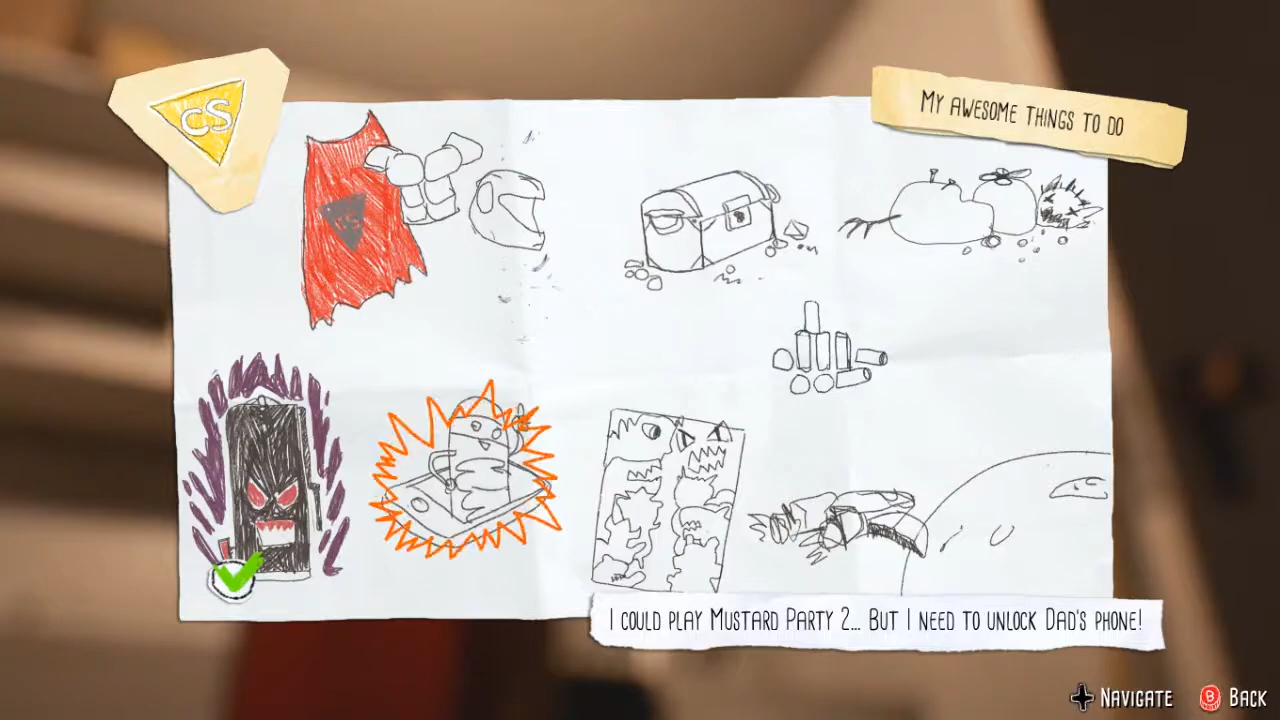 CS
MY AWESOME THINGS TO DO
CS
I COULD PLAY MUSTARD PARTY 2... BUT I NEED TO UNLOCK DAD'S PHONE!
NAVIGATE
B BACK